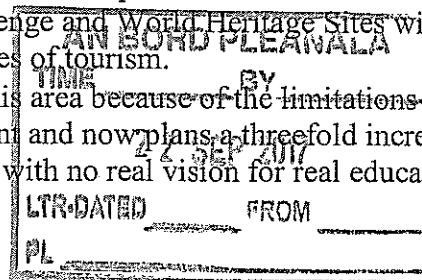 enge and World Heritage Sites wi
AN BORD PLEANÁLA
es of tourism.
TIME BY
is area because of the limitations
nt and now plans a threefold incre
22 SEP 2017
with no real vision for real educa
LTR-DATED FROM
PL